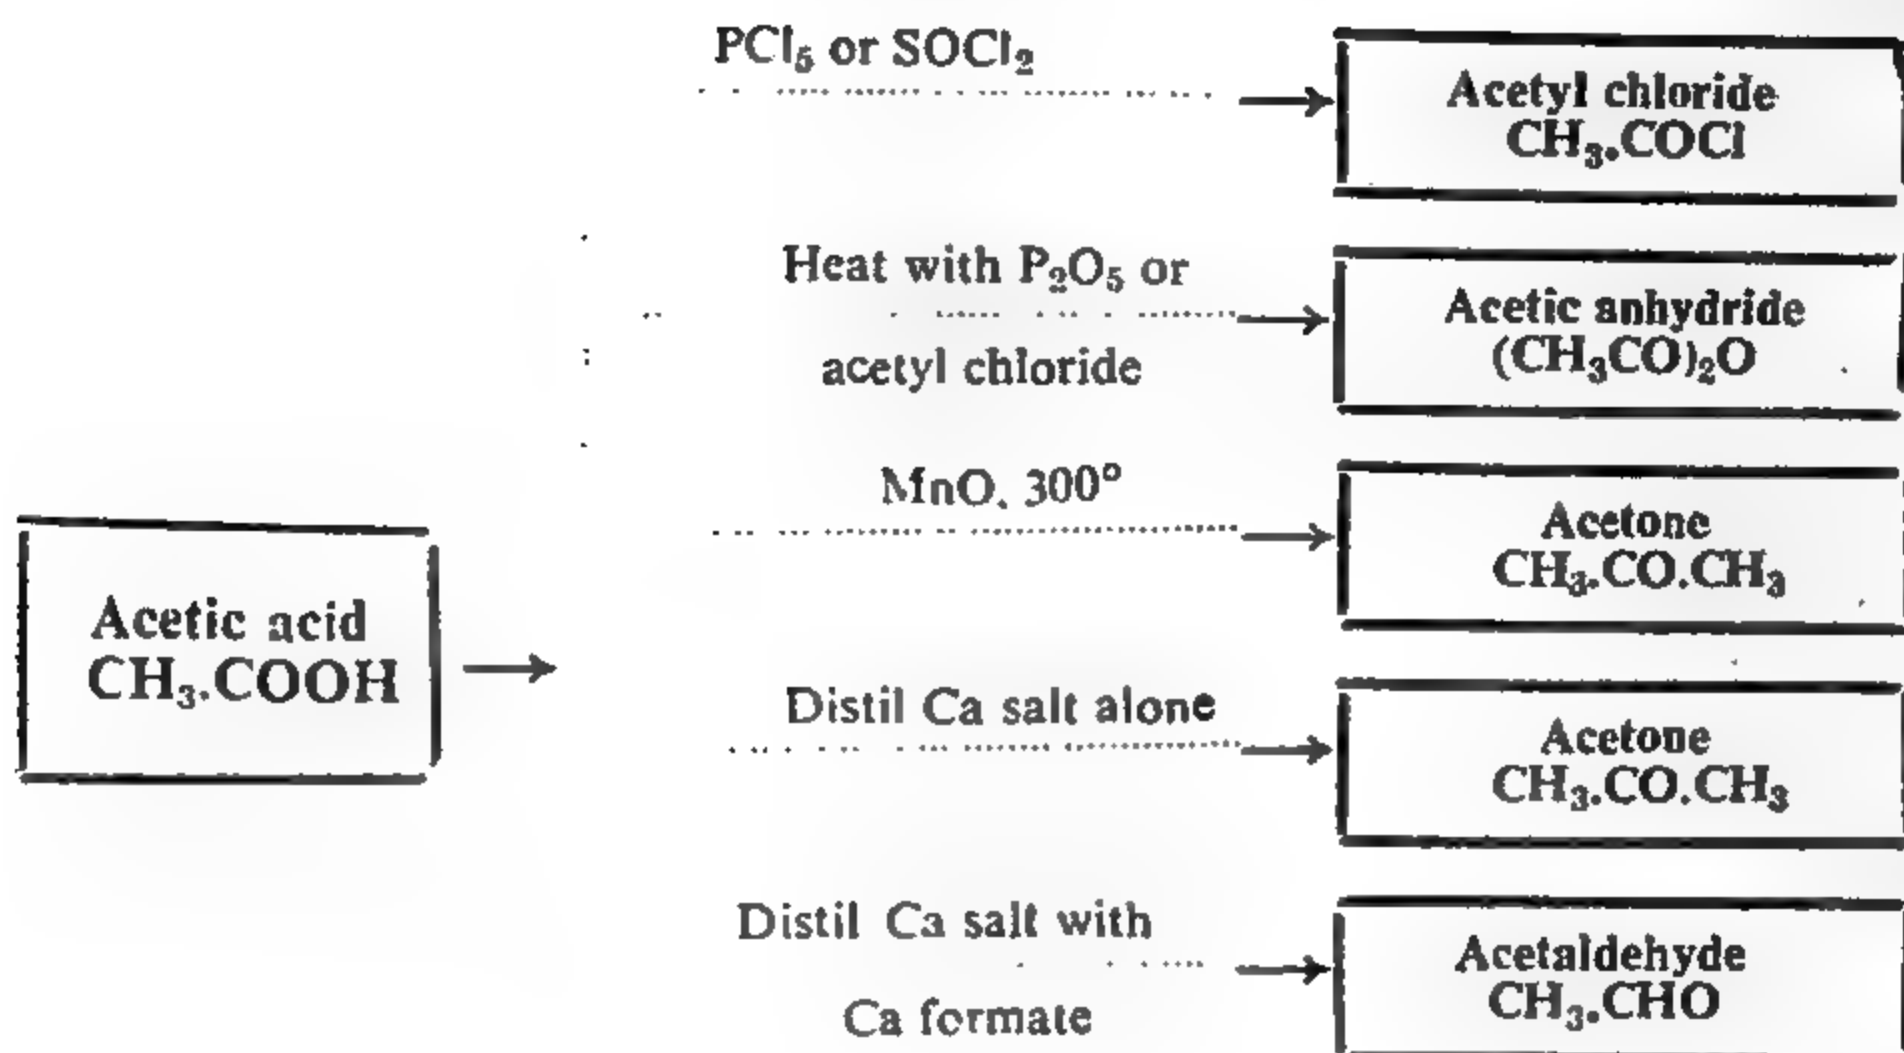 PCl₅ or SOCl₂
Acetyl chloride
CH₃.COCl
Heat with P₂O₅ or
acetyl chloride
Acetic anhydride
(CH₃CO)₂O
MnO, 300°
Acetone
CH₃.CO.CH₃
Acetic acid
CH₃.COOH
Distil Ca salt alone
Acetone
CH₃.CO.CH₃
Distil Ca salt with
Ca formate
Acetaldehyde
CH₃.CHO